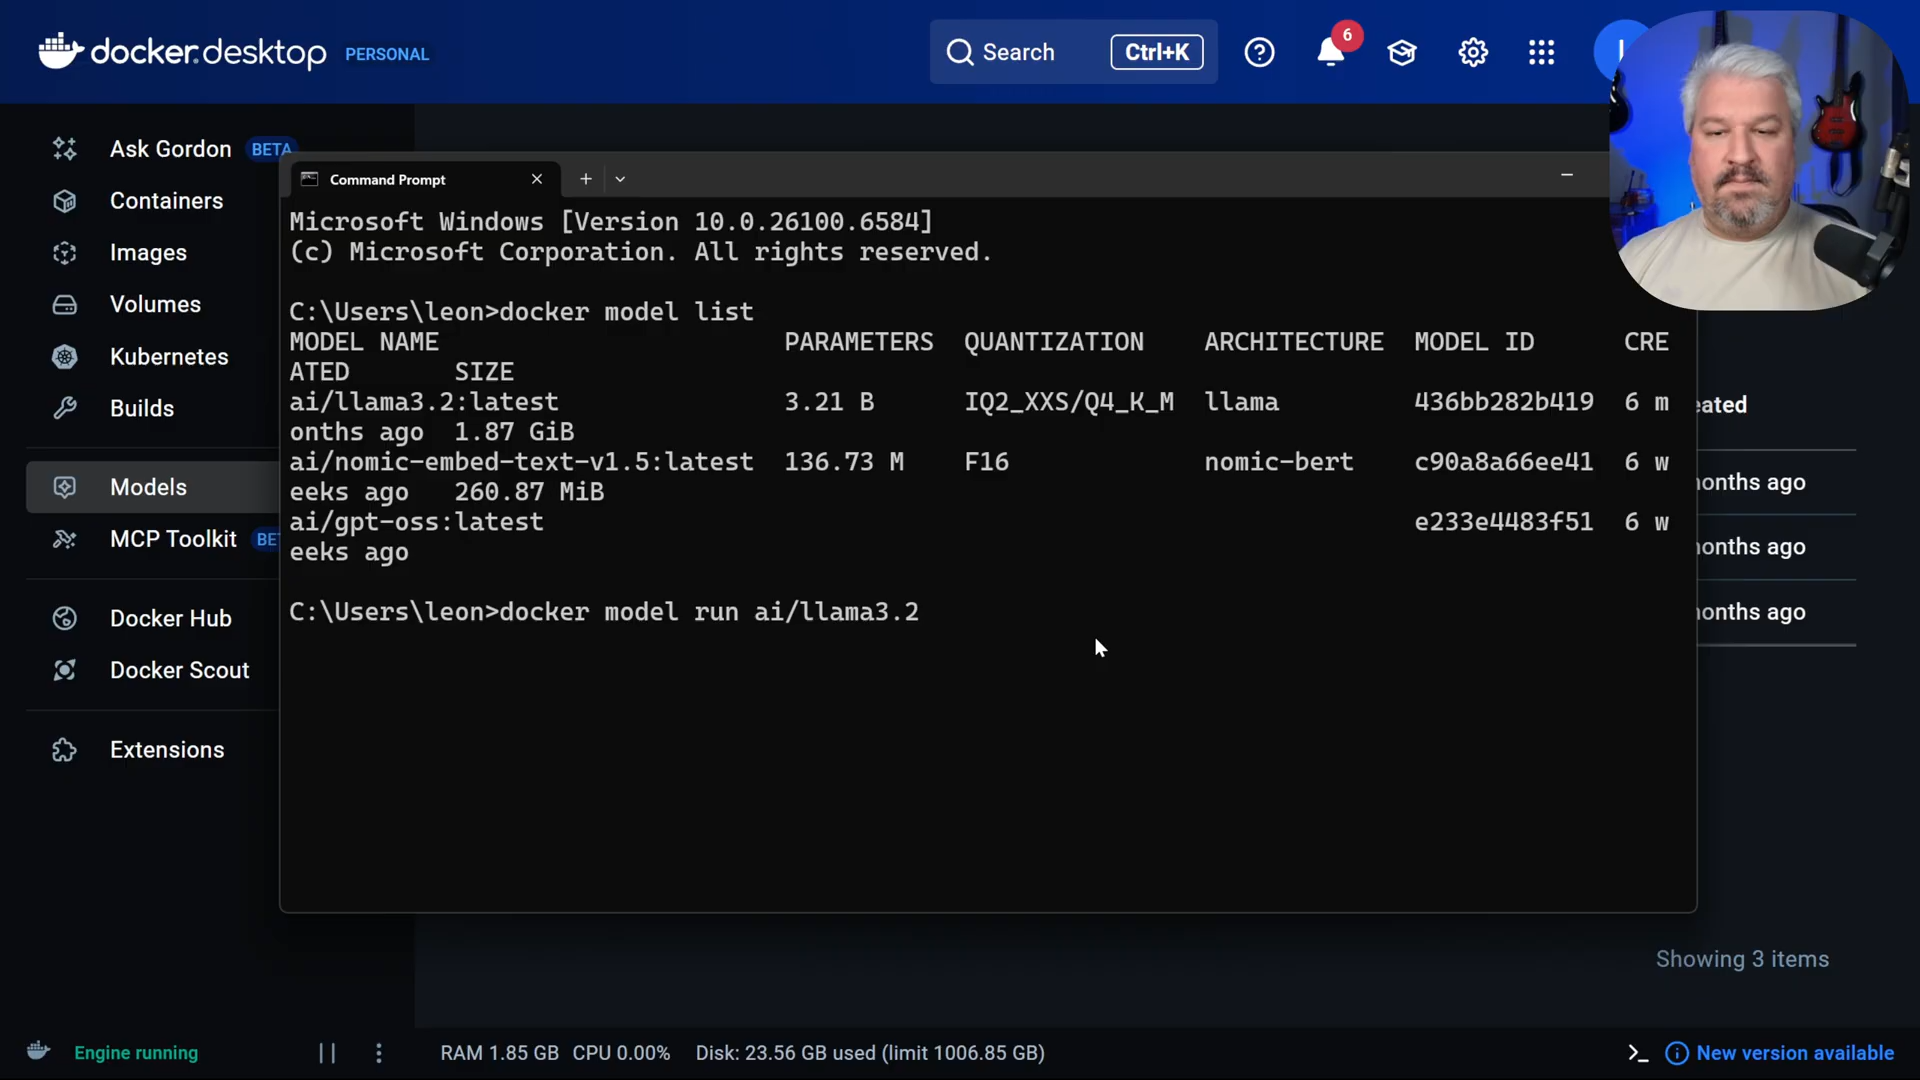 docker.desktop PERSONAL
Search Ctrl+K
6
Ask Gordon BETA
Containers
Images
Volumes
Kubernetes
Builds
Models
MCP Toolkit
Docker Hub
Docker Scout
Extensions
Command Prompt
Microsoft Windows [Version 10.0.26100.6584]
(c) Microsoft Corporation. All rights reserved.
C:\Users\leon>docker model list
MODEL NAME PARAMETERS QUANTIZATION ARCHITECTURE MODEL ID CRE
ATED SIZE
ai/llama3.2:latest 3.21 B IQ2_XXS/Q4_K_M llama 436bb282b419 6 m
onths ago 1.87 GiB
ai/nomic-embed-text-v1.5:latest 136.73 M F16 nomic-bert c90a8a66ee41 6 w
eeks ago 260.87 MiB
ai/gpt-oss:latest e233e4483f51 6 w
eeks ago
C:\Users\leon>docker model run ai/llama3.2
eated
onths ago
onths ago
onths ago
Showing 3 items
Engine running
RAM 1.85 GB CPU 0.00% Disk: 23.56 GB used (limit 1006.85 GB)
New version available